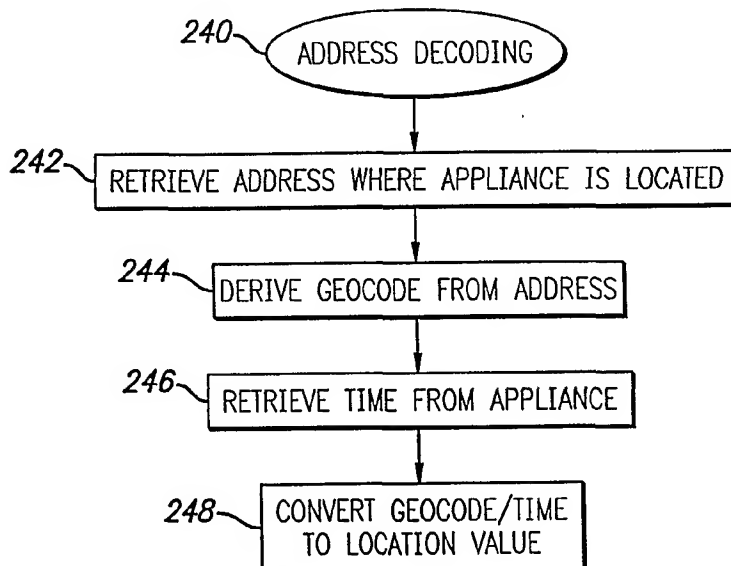 240
ADDRESS DECODING
242
RETRIEVE ADDRESS WHERE APPLIANCE IS LOCATED
244
DERIVE GEOCODE FROM ADDRESS
246
RETRIEVE TIME FROM APPLIANCE
248
CONVERT GEOCODE/TIME
TO LOCATION VALUE